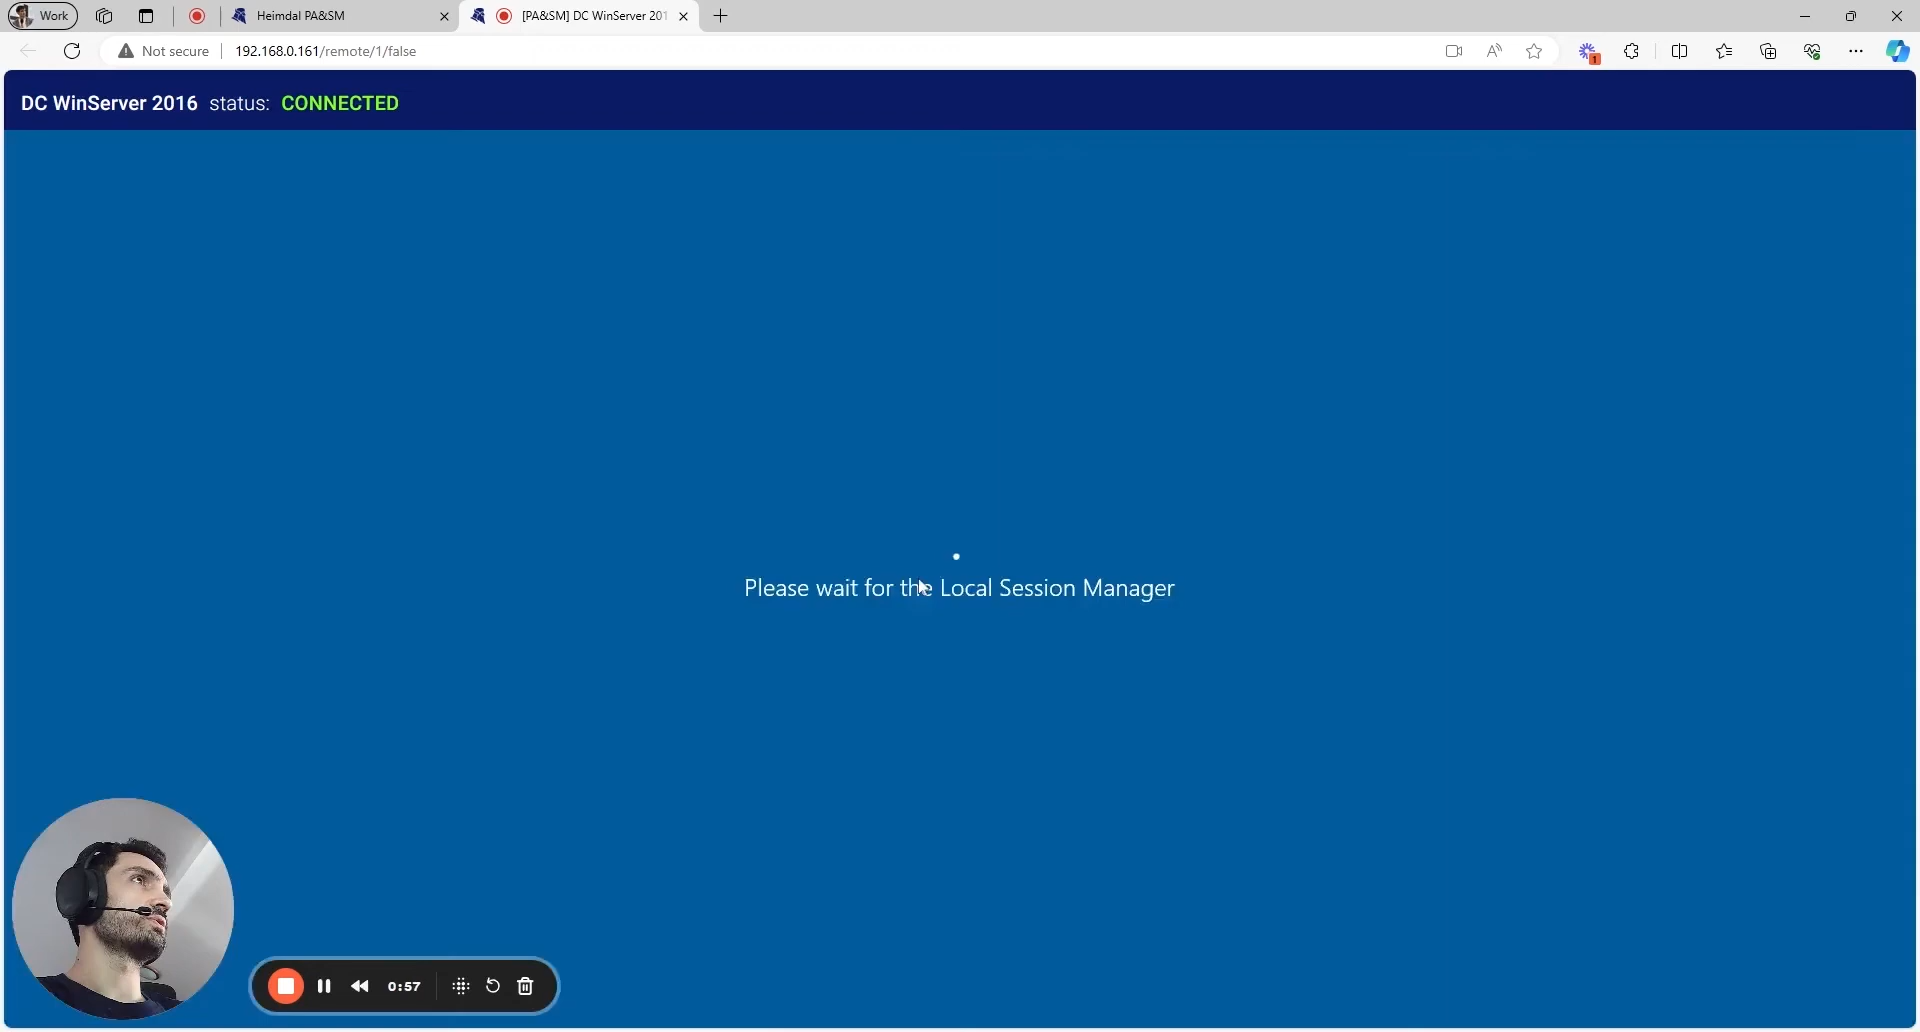 Work
Heimdal PA&SM
[PA&SM] DC WinServer 201
Not secure
192.168.0.161/remote/1/false
1
DC WinServer 2016 status: CONNECTED
Please wait for the Local Session Manager
0:57